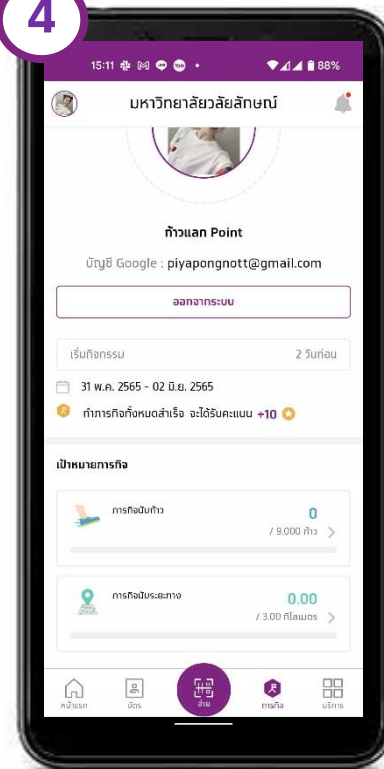 4
15:11 88%
มหาวิทยาลัยวลัยลักษณ์
ก้าวแลก Point
บัญชี Google : piyapongnott@gmail.com
ออกจากระบบ
เริ่มกิจกรรม 2 วันก่อน
31 พ.ค. 2565 - 02 มิ.ย. 2565
ทำภารกิจทั้งหมดสำเร็จ จะได้รับคะแนน +10
เป้าหมายภารกิจ
ภารกิจนับก้าว 0
/ 9,000 ก้าว
ภารกิจนับระยะทาง 0.00
/ 3.00 กิโลเมตร
หน้าแรก บัตร จ่าย ภารกิจ บริการ